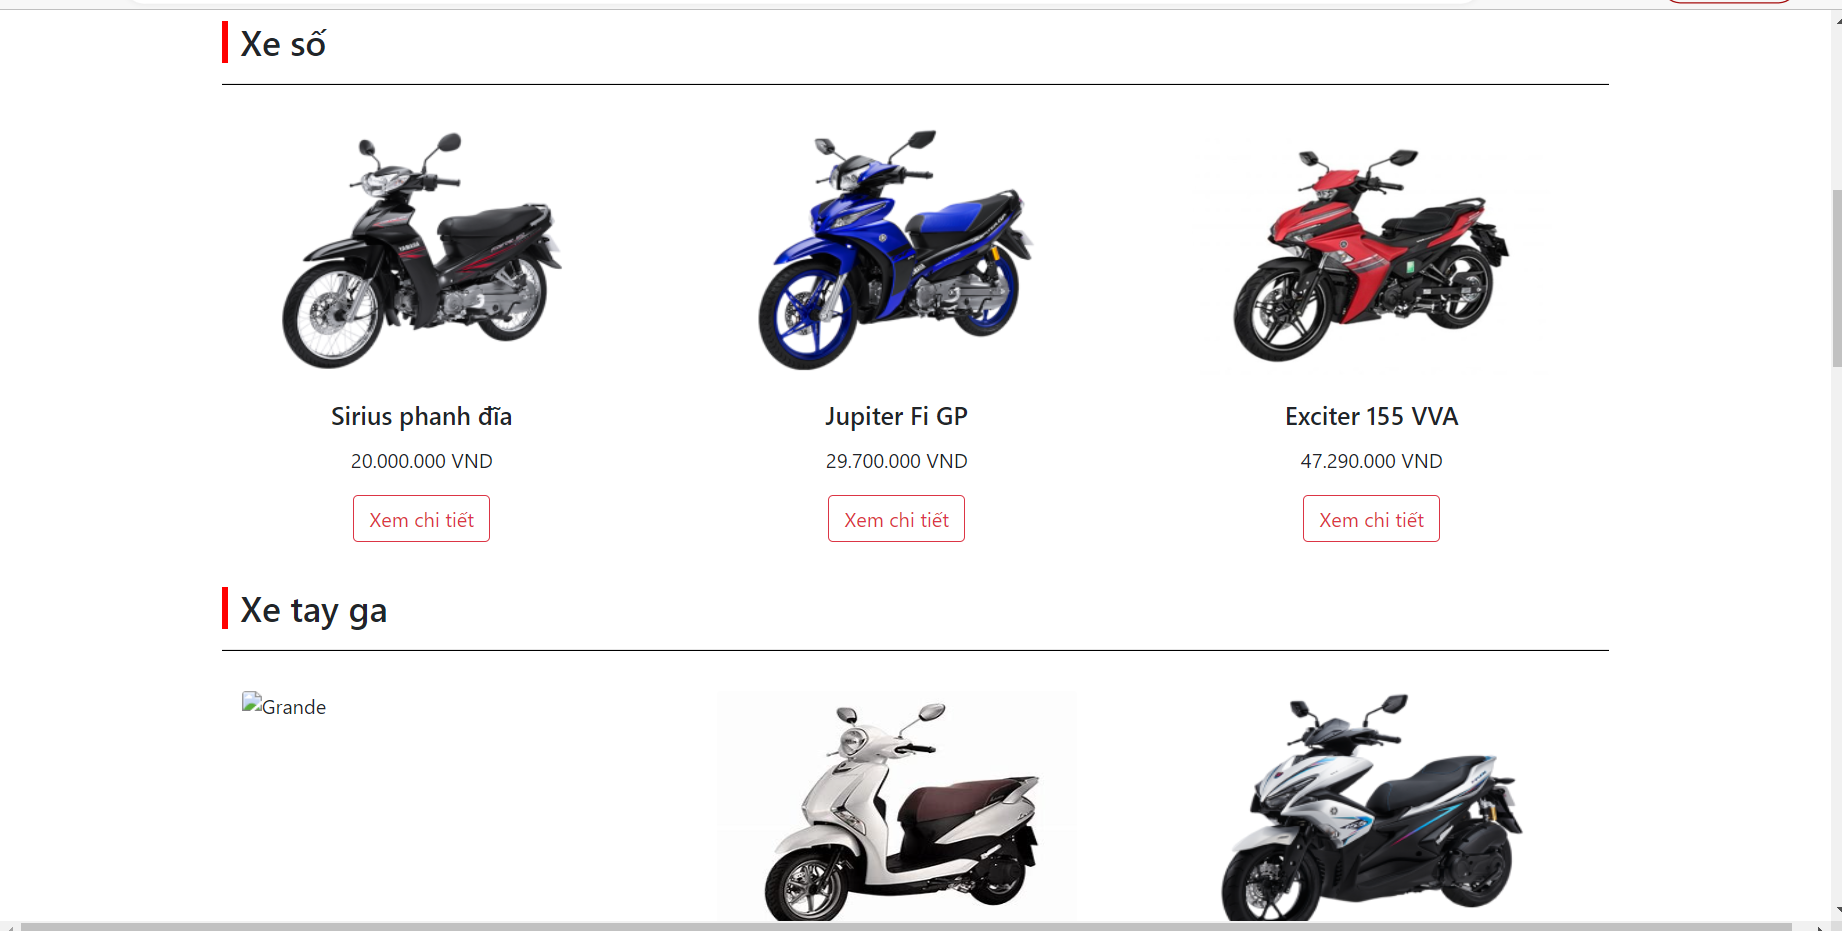 Xe số
Sirius phanh đĩa
Jupiter Fi GP
Exciter 155 VVA
20.000.000 VND
29.700.000 VND
47.290.000 VND
Xem chi tiết
Xem chi tiết
Xem chi tiết
Xe tay ga
Grande